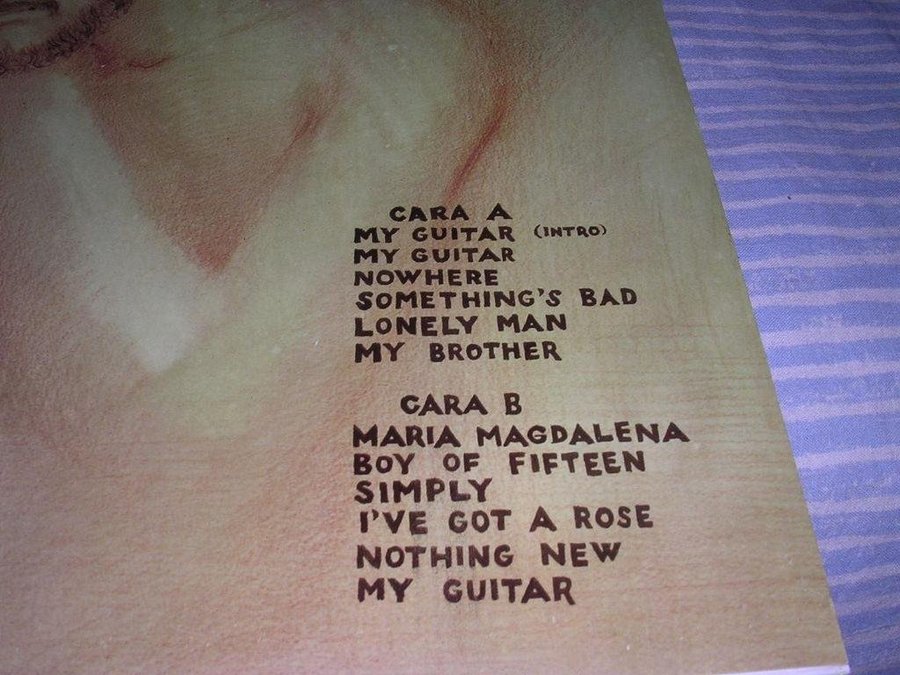 CARA A
MY GUITAR (INTRO)
MY GUITAR
NOWHERE
SOMETHING'S BAD
LONELY MAN
MY BROTHER
CARA B
MARIA MAGDALENA
BOY OF FIFTEEN
SIMPLY
I'VE GOT A ROSE
NOTHING NEW
MY GUITAR